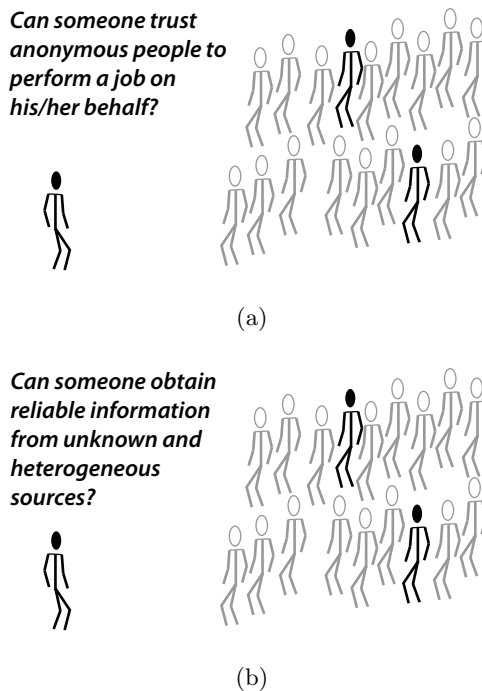 Can someone trust
anonymous people to
perform a job on
his/her behalf?
(a)
Can someone obtain
reliable information
from unknown and
heterogeneous
sources?
(b)